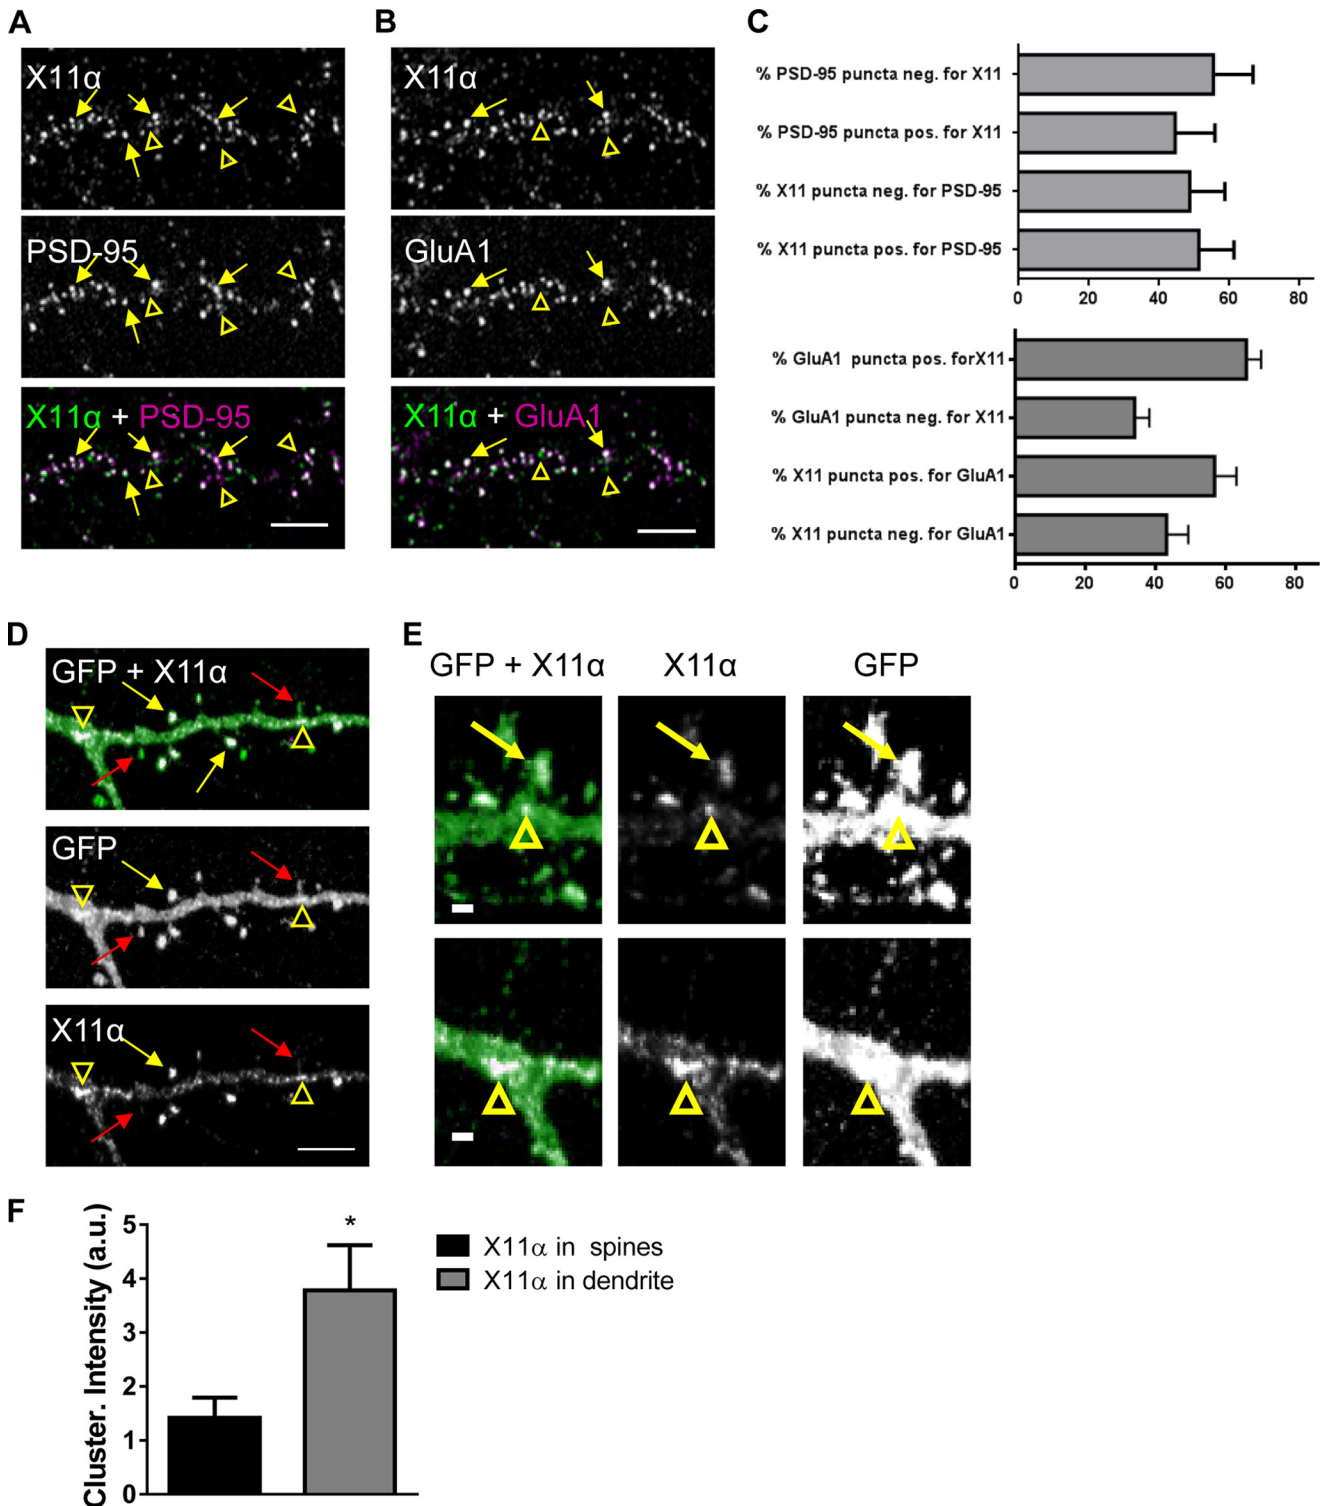 A
X11α
PSD-95
X11α + PSD-95
B
X11α
GluA1
X11α + GluA1
C
% PSD-95 puncta neg. for X11
% PSD-95 puncta pos. for X11
% X11 puncta neg. for PSD-95
% X11 puncta pos. for PSD-95
0 20 40 60 80
% GluA1 puncta pos. forX11
% GluA1 puncta neg. for X11
% X11 puncta pos. for GluA1
% X11 puncta neg. for GluA1
0 20 40 60 80
D
GFP + X11α
GFP
X11α
E
GFP + X11α X11α GFP
F
Cluster. Intensity (a.u.)
5
4
3
2
1
0
*
X11α in spines
X11α in dendrite